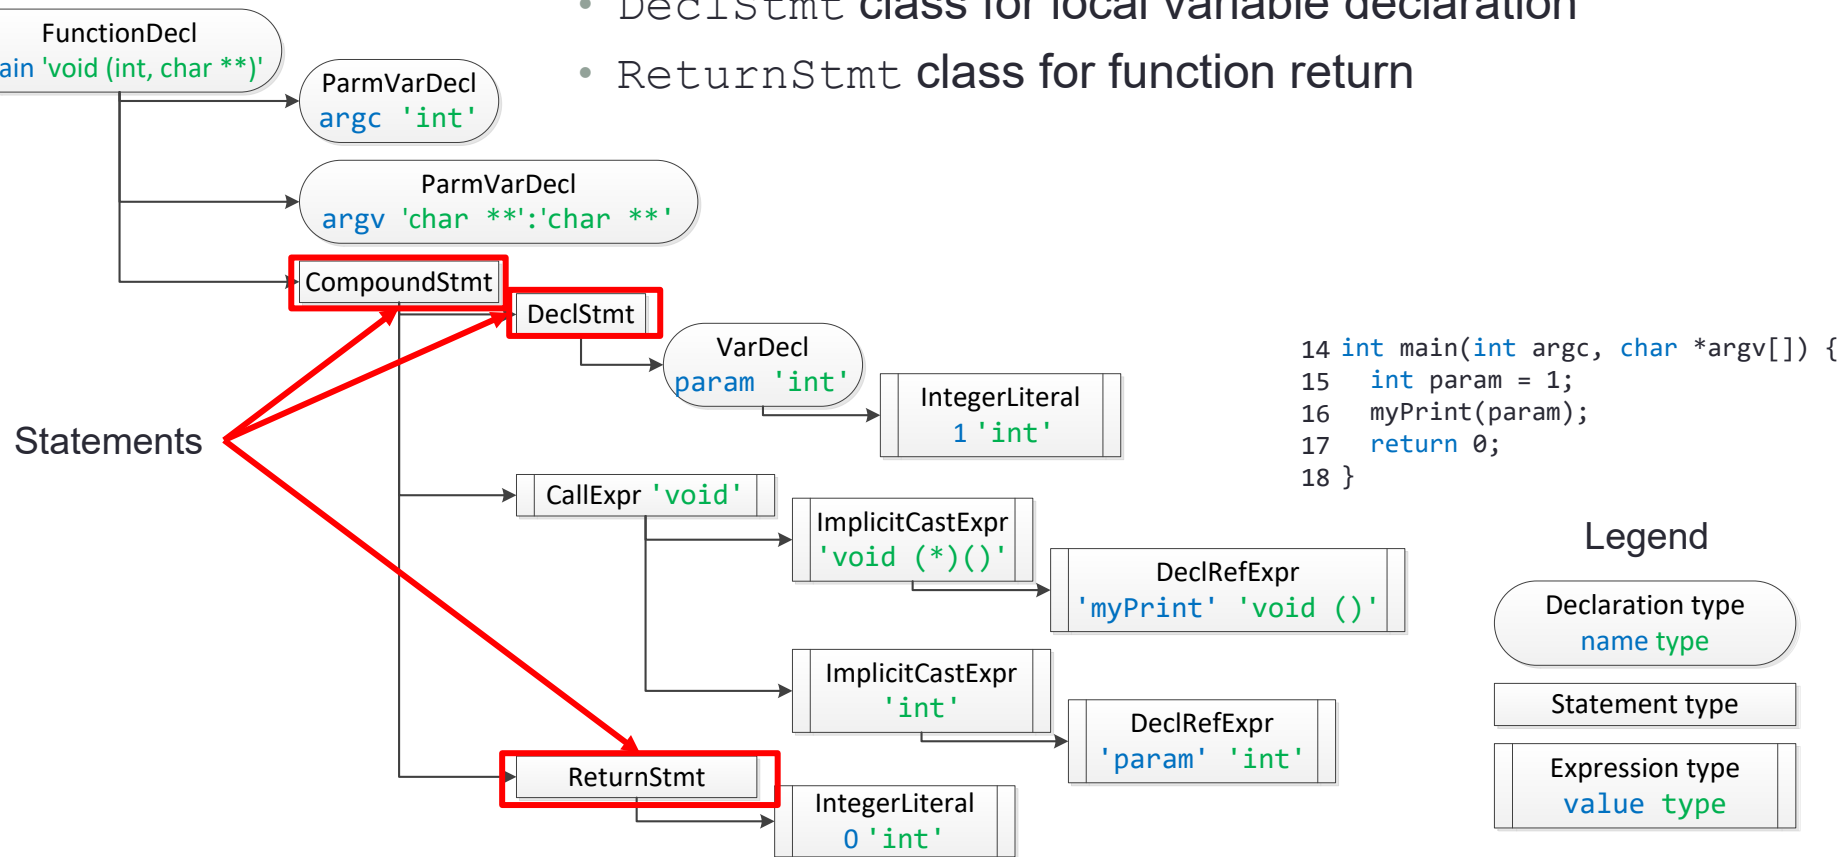 DeclStmt class for local variable declaration
• ReturnStmt class for function return
FunctionDecl
ain 'void (int, char **)'
ParmVarDecl
argc 'int'
ParmVarDecl
argv 'char **':'char **'
CompoundStmt
DeclStmt
VarDecl
param 'int'
IntegerLiteral
1 'int'
Statements
CallExpr 'void'
ImplicitCastExpr
'void (*)()'
DeclRefExpr
'myPrint' 'void ()'
ImplicitCastExpr
'int'
DeclRefExpr
'param' 'int'
ReturnStmt
IntegerLiteral
0 'int'
14 int main(int argc, char *argv[]) {
15 int param = 1;
16 myPrint(param);
17 return 0;
18 }
Legend
Declaration type
name type
Statement type
Expression type
value type